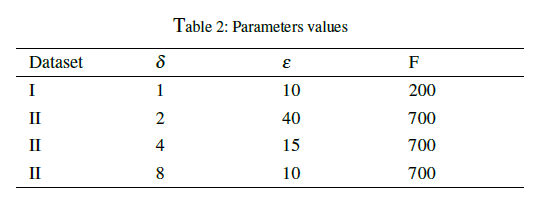 Table 2: Parameters values
Dataset δ ε F
I 1 10 200
II 2 40 700
II 4 15 700
II 8 10 700